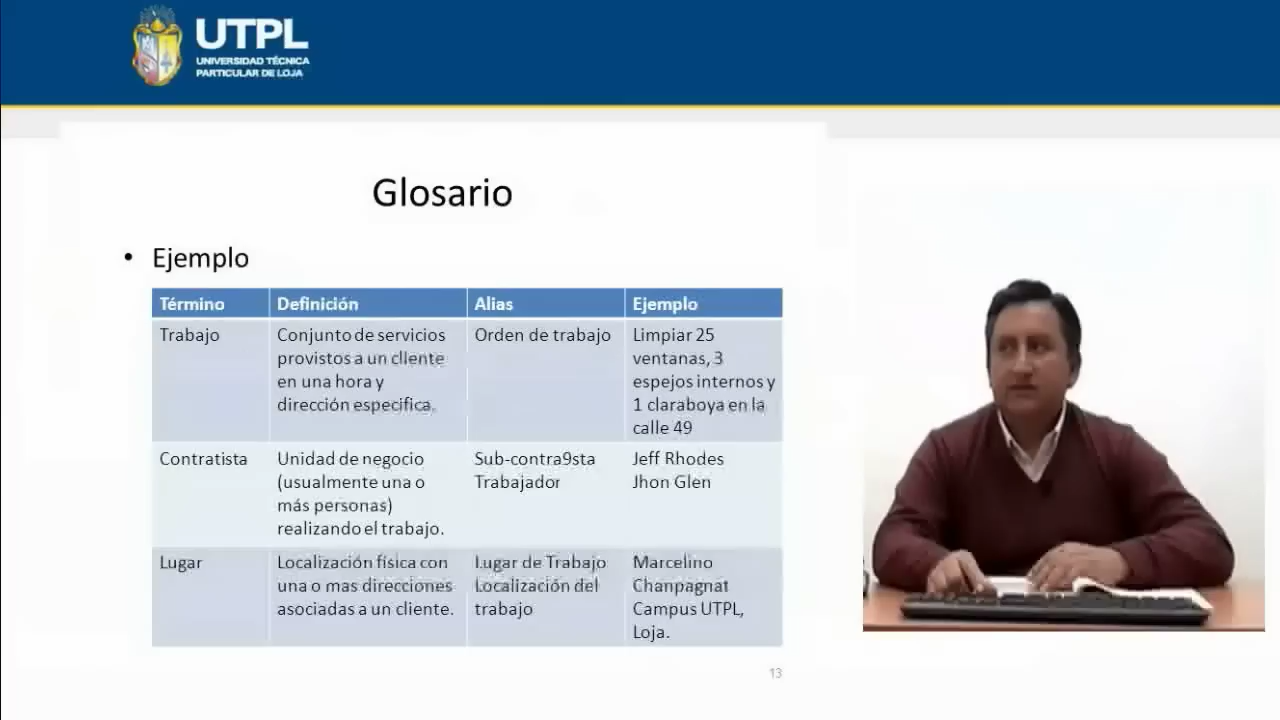 UTPL
UNIVERSIDAD TÉCNICA
PARTICULAR DE LOJA
Glosario
• Ejemplo
Término Definición Alias Ejemplo
Trabajo
Conjunto de servicios
provistos a un cliente
en una hora y
dirección especifica.
Orden de trabajo
Limpiar 25
ventanas, 3
espejos internos y
1 claraboya en la
calle 49
Contratista
Unidad de negocio
(usualmente una o
más personas)
realizando el trabajo.
Sub-contra9sta
Trabajador
Jeff Rhodes
Jhon Glen
Lugar
Localización física con
una o mas direcciones
asociadas a un cliente.
Lugar de Trabajo
Localización del
trabajo
Marcelino
Chanpagnat
Campus UTPL,
Loja.
13